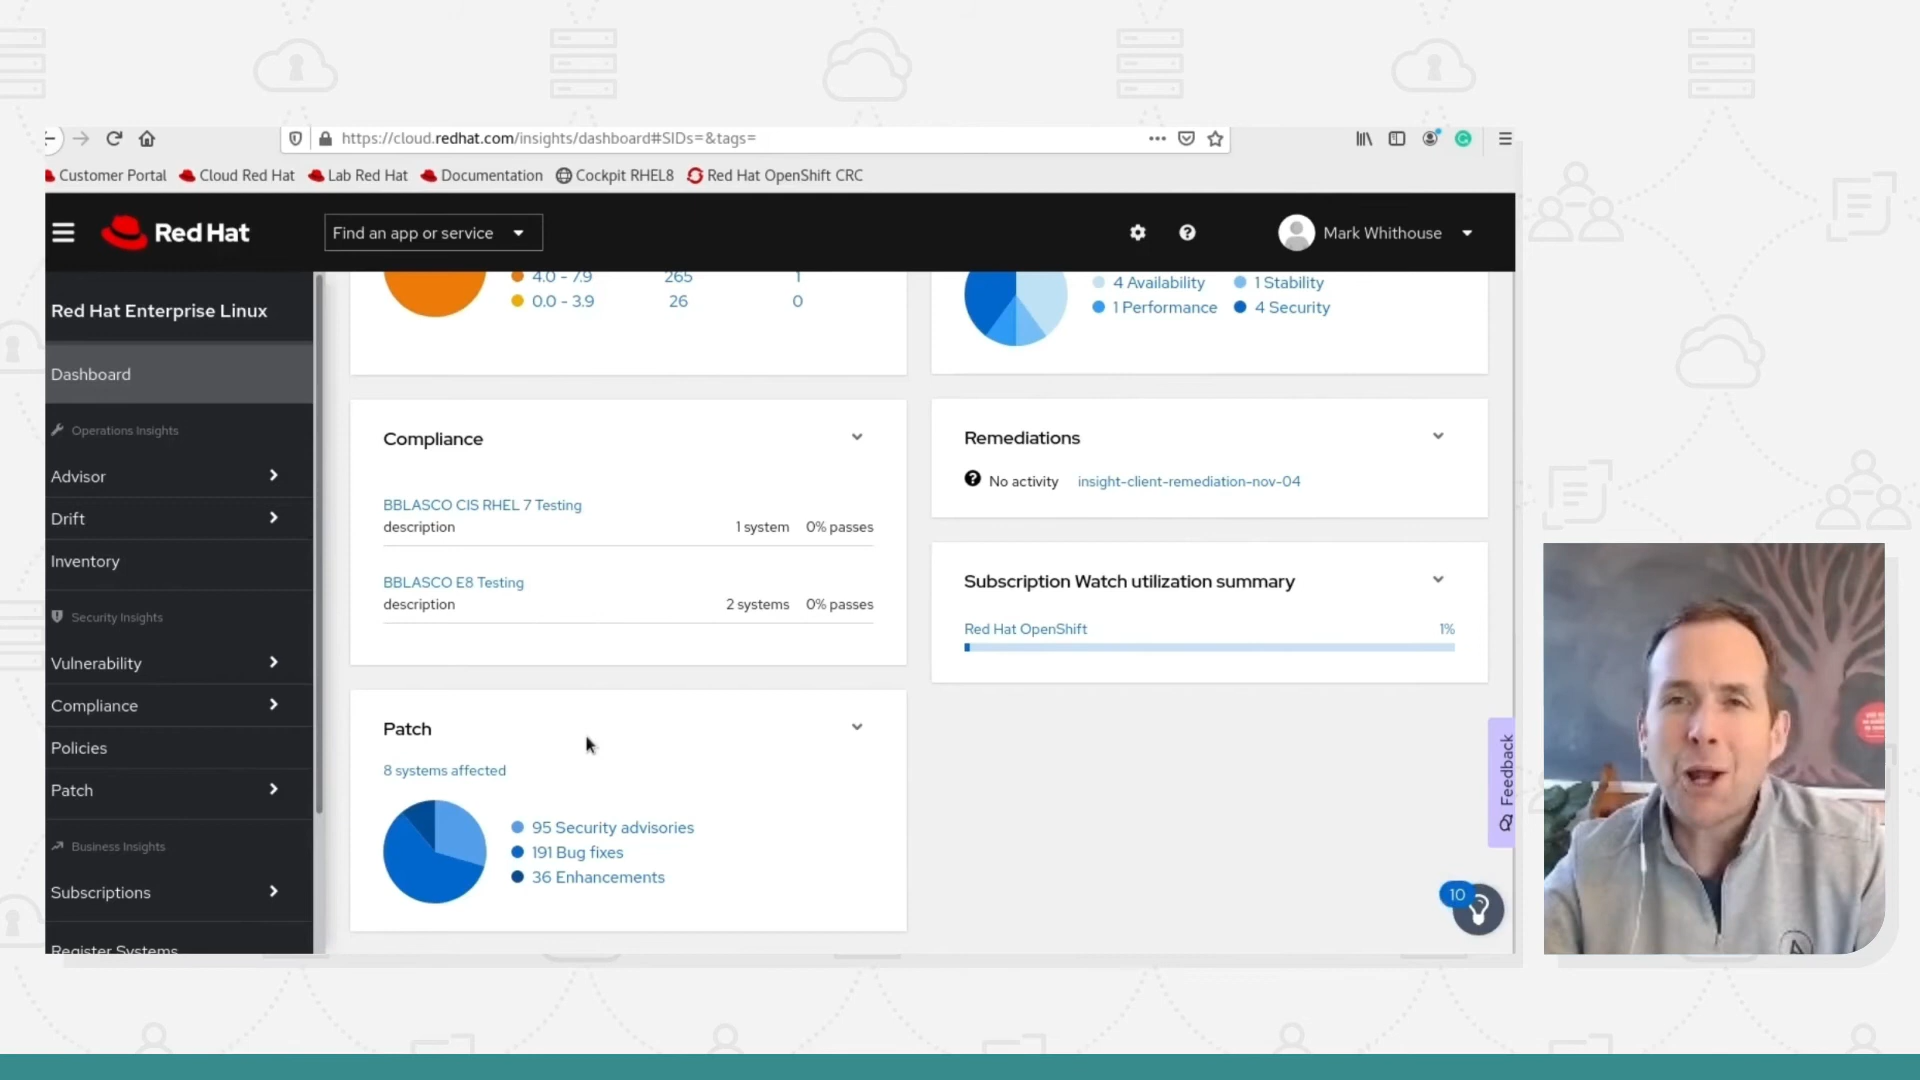 https://cloud.redhat.com/insights/dashboard#SIDs=&tags=
Customer Portal Cloud Red Hat Lab Red Hat Documentation Cockpit RHEL8 Red Hat OpenShift CRC
Red Hat
Find an app or service
Mark Whithouse
Red Hat Enterprise Linux
Dashboard
Operations Insights
Advisor
Drift
Inventory
Security Insights
Vulnerability
Compliance
Policies
Patch
Business Insights
Subscriptions
Register Systems
4.0 - 7.9 265 1
0.0 - 3.9 26 0
4 Availability 1 Stability
1 Performance 4 Security
Compliance
BBLASCO CIS RHEL 7 Testing
description 1 system 0% passes
BBLASCO E8 Testing
description 2 systems 0% passes
Remediations
No activity insight-client-remediation-nov-04
Subscription Watch utilization summary
Red Hat OpenShift 1%
Patch
8 systems affected
95 Security advisories
191 Bug fixes
36 Enhancements
Feedback
10